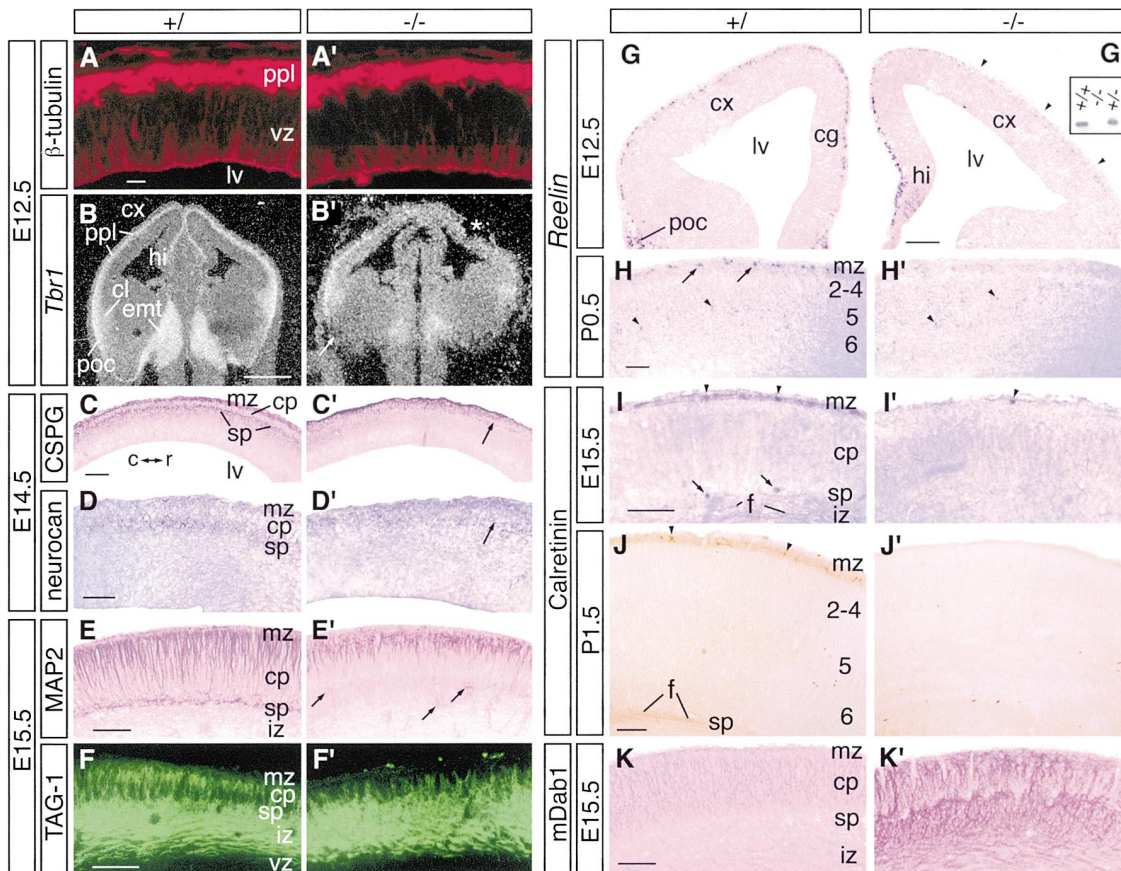 +/
-/-
E12.5
β-tubulin
A
ppl
vz
lv
A'
Tbr1
B
cx
ppl
hi
cl
emt
poc
B'
*
E14.5
CSPG
C
mz
cp
sp
c
r
lv
C'
neurocan
D
mz
cp
sp
D'
E15.5
MAP2
E
mz
cp
sp
iz
E'
TAG-1
F
mz
cp
sp
iz
vz
F'
+/
-/-
Reelin
E12.5
G
cx
lv
cg
poc
G
+/+
-/-
+/+
cx
lv
hi
P0.5
H
mz
2-4
5
6
H'
Calretinin
E15.5
I
mz
cp
sp
f
iz
I'
P1.5
J
mz
2-4
5
6
f
sp
J'
mDab1
E15.5
K
mz
cp
sp
iz
K'